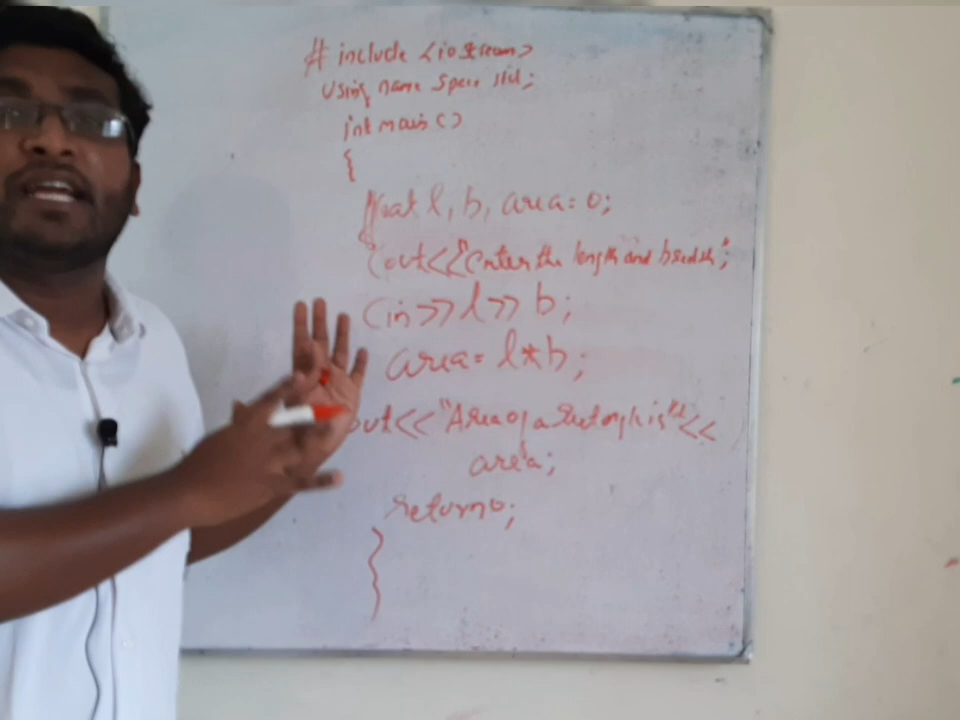 # include <iostream>
using name space std;
int main ()
{
float l, b, area = 0;
cout<<"Enter the length and breadth";
cin >> l >> b;
area = l * b;
out<<"Area of a rectangle is"<<
area;
return 0;
}